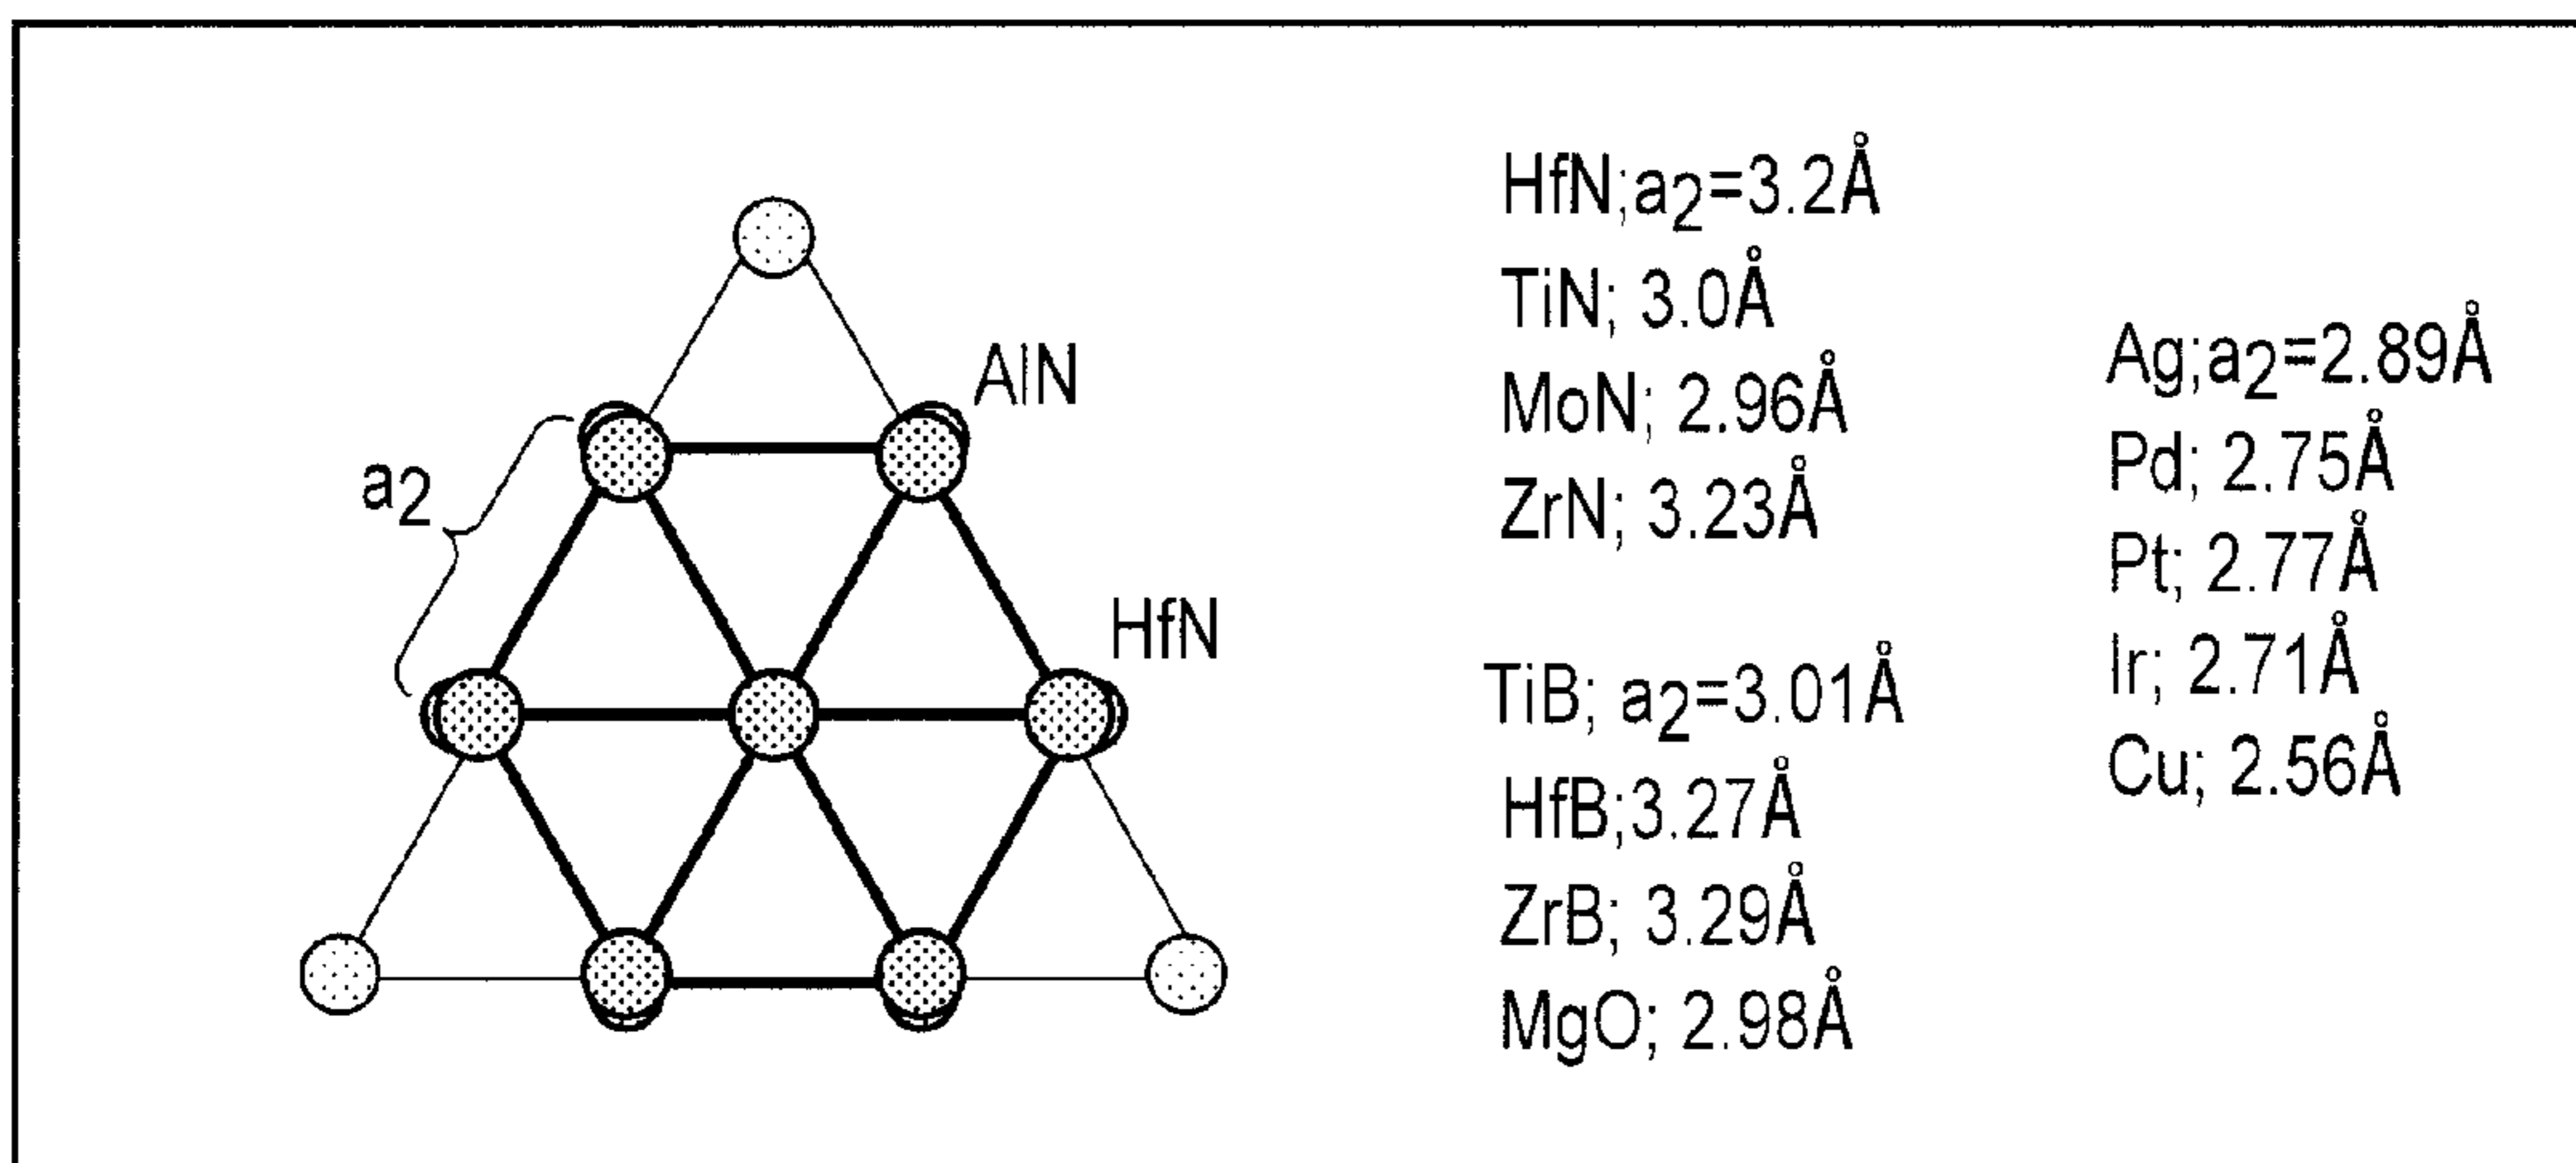 AlN
a2
HfN
HfN;a2=3.2Å
TiN; 3.0Å
MoN; 2.96Å
ZrN; 3.23Å
TiB; a2=3.01Å
HfB;3.27Å
ZrB; 3.29Å
MgO; 2.98Å
Ag;a2=2.89Å
Pd; 2.75Å
Pt; 2.77Å
Ir; 2.71Å
Cu; 2.56Å